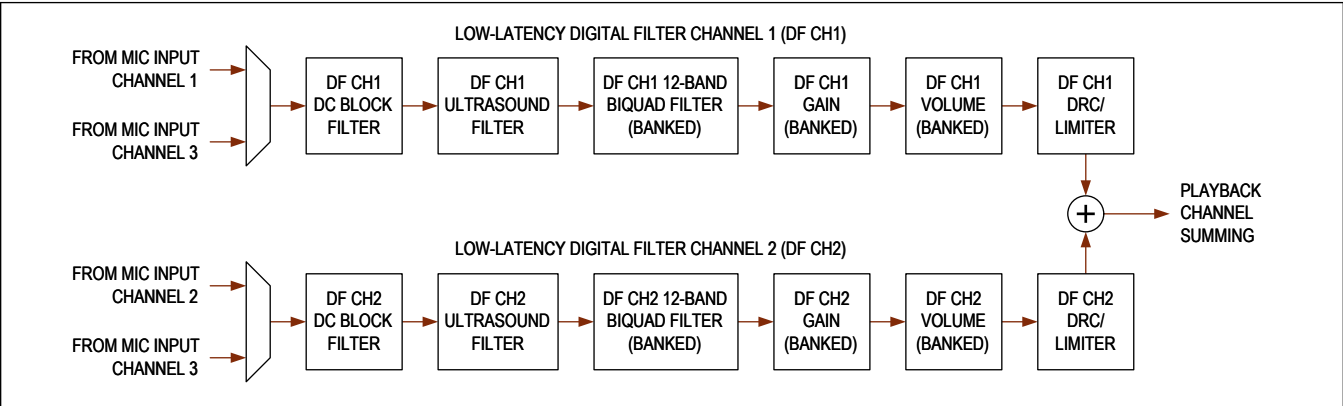 LOW-LATENCY DIGITAL FILTER CHANNEL 1 (DF CH1)
FROM MIC INPUT
CHANNEL 1
FROM MIC INPUT
CHANNEL 3
DF CH1
DC BLOCK
FILTER
DF CH1
ULTRASOUND
FILTER
DF CH1 12-BAND
BIQUAD FILTER
(BANKED)
DF CH1
GAIN
(BANKED)
DF CH1
VOLUME
(BANKED)
DF CH1
DRC/
LIMITER
+
PLAYBACK
CHANNEL
SUMMING
LOW-LATENCY DIGITAL FILTER CHANNEL 2 (DF CH2)
FROM MIC INPUT
CHANNEL 2
FROM MIC INPUT
CHANNEL 3
DF CH2
DC BLOCK
FILTER
DF CH2
ULTRASOUND
FILTER
DF CH2 12-BAND
BIQUAD FILTER
(BANKED)
DF CH2
GAIN
(BANKED)
DF CH2
VOLUME
(BANKED)
DF CH2
DRC/
LIMITER